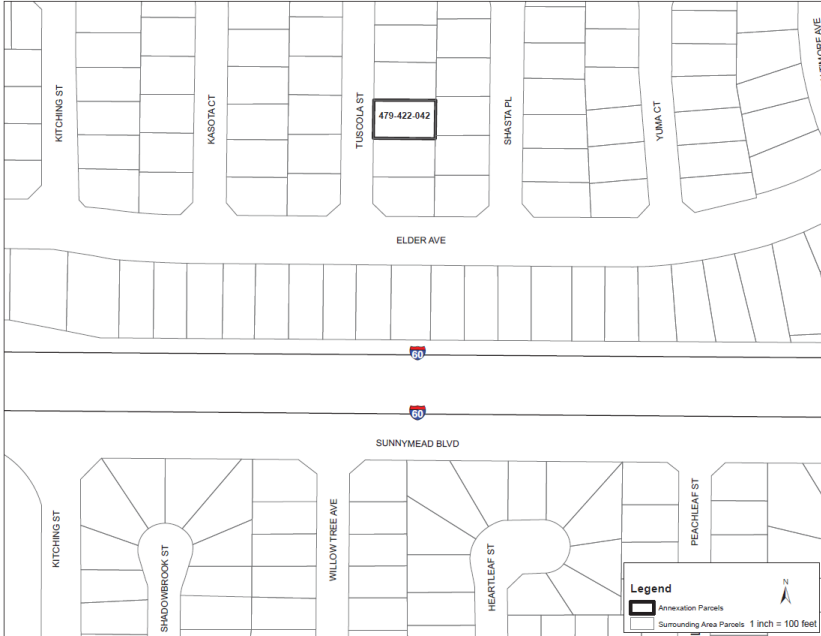 KITCHING ST
KASOTA CT
TUSCOLA ST
479-422-042
SHASTA PL
YUMA CT
ELDER AVE
60
60
SUNNYMEAD BLVD
KITCHING ST
SHADOWBROOK ST
WILLOW TREE AVE
HEARTLEAF ST
PEACHLEAF ST
Legend
Annexation Parcels
Surrounding Area Parcels
N
1 inch = 100 feet